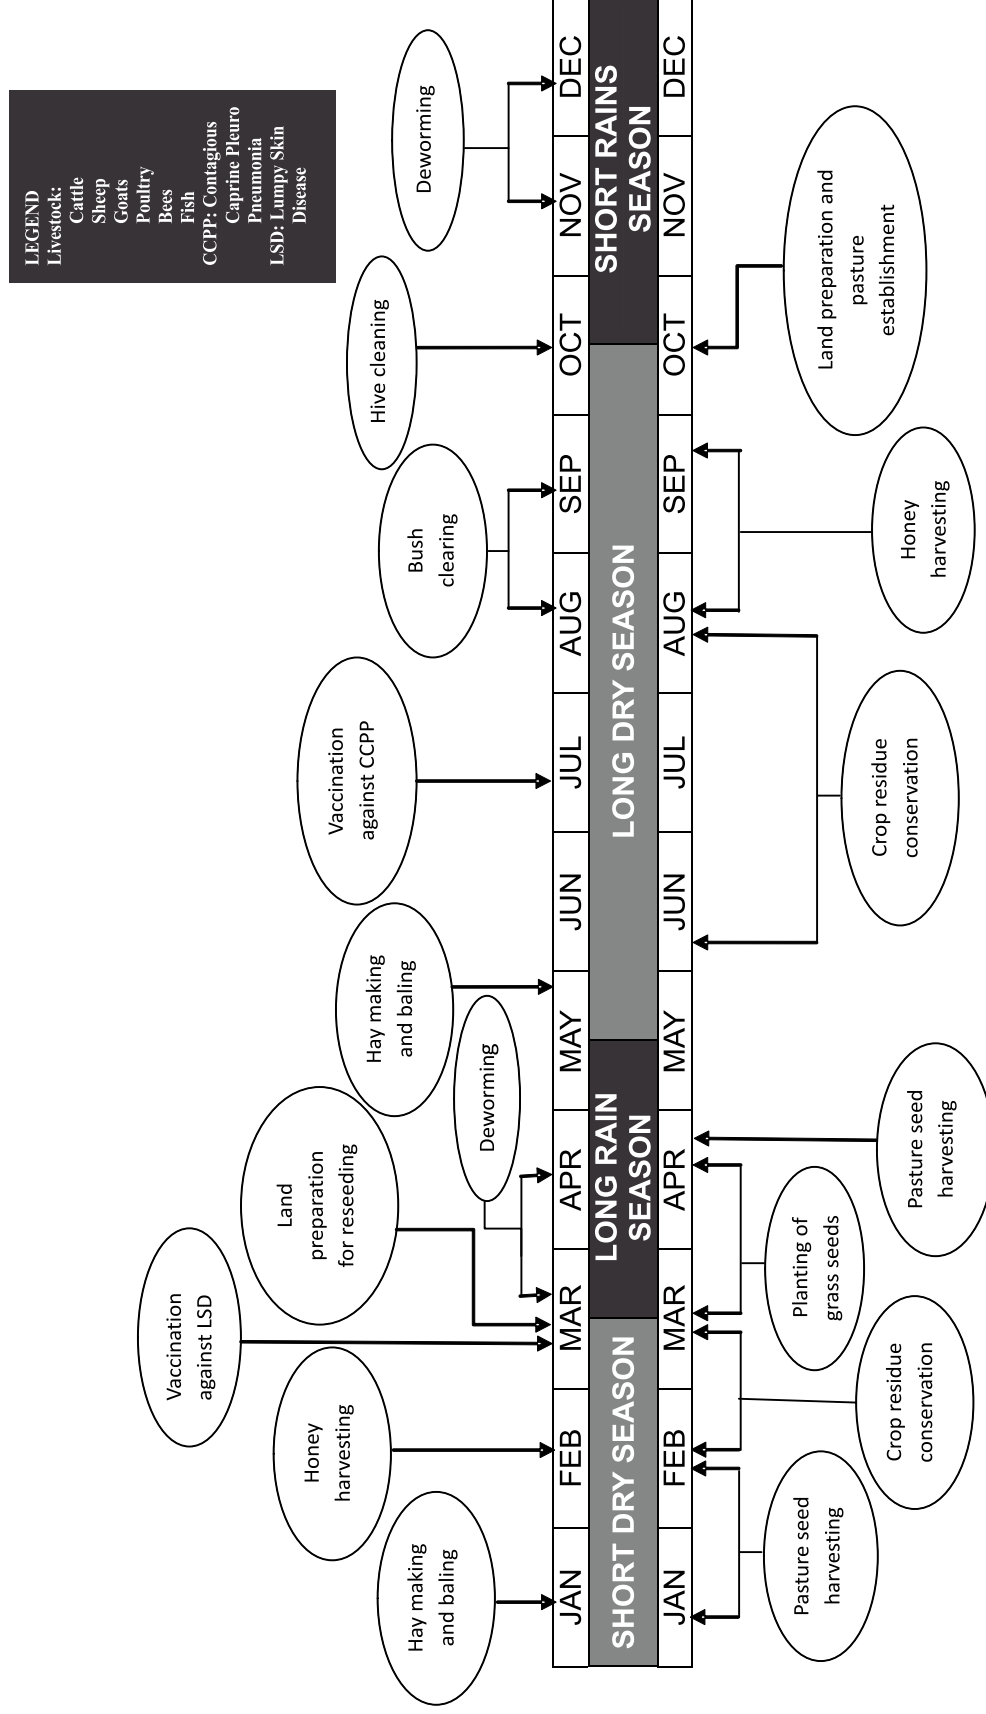 LEGEND
Livestock:
Cattle
Sheep
Goats
Poultry
Bees
Fish
CCPP: Contagious
Caprine Pleuro
Pneumonia
LSD: Lumpy Skin
Disease
Vaccination
against LSD
Land
preparation
for reseeding
Honey
harvesting
Vaccination
against CCPP
Hay making
and baling
Hive cleaning
Hay making
and baling
Bush
clearing
Deworming
Deworming
JAN FEB MAR APR MAY JUN JUL AUG SEP OCT NOV DEC
SHORT DRY SEASON
LONG RAIN
SEASON
LONG DRY SEASON
SHORT RAINS
SEASON
JAN FEB MAR APR MAY JUN JUL AUG SEP OCT NOV DEC
Pasture seed
harvesting
Crop residue
conservation
Planting of
grass seeds
Pasture seed
harvesting
Crop residue
conservation
Honey
harvesting
Land preparation and
pasture
establishment